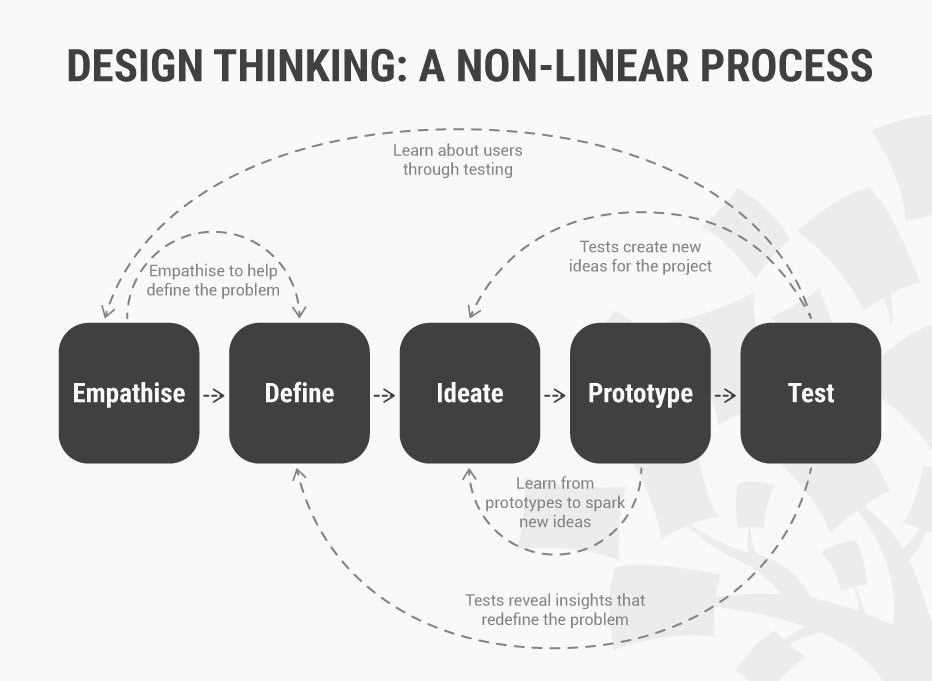 DESIGN THINKING: A NON-LINEAR PROCESS
Learn about users
through testing
Tests create new
ideas for the project
Empathise to help
define the problem
Empathise
Define
Ideate
Prototype
Test
Learn from
prototypes to spark
new ideas
Tests reveal insights that
redefine the problem